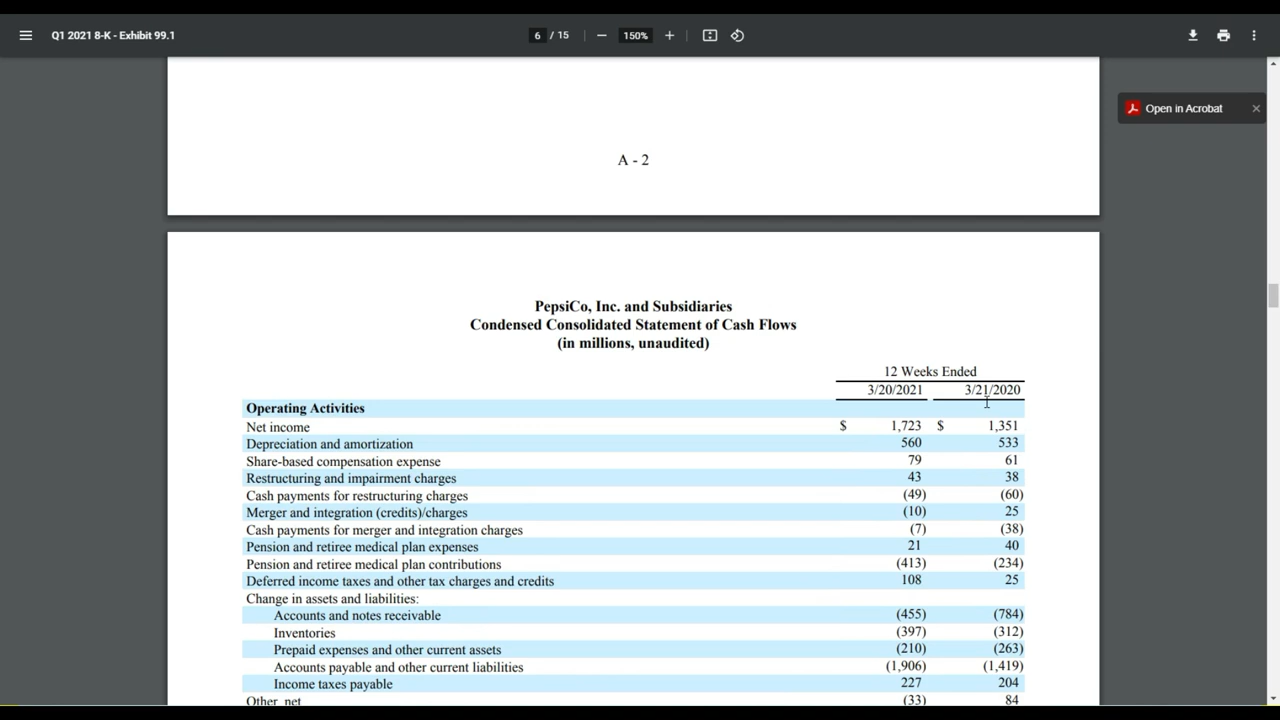 Q1 2021 8-K - Exhibit 99.1
6 / 15
150%
Open in Acrobat
A - 2
PepsiCo, Inc. and Subsidiaries
Condensed Consolidated Statement of Cash Flows
(in millions, unaudited)
12 Weeks Ended
3/20/2021 3/21/2020
Operating Activities
Net income $ 1,723 $ 1,351
Depreciation and amortization 560 533
Share-based compensation expense 79 61
Restructuring and impairment charges 43 38
Cash payments for restructuring charges (49) (60)
Merger and integration (credits)/charges (10) 25
Cash payments for merger and integration charges (7) (38)
Pension and retiree medical plan expenses 21 40
Pension and retiree medical plan contributions (413) (234)
Deferred income taxes and other tax charges and credits 108 25
Change in assets and liabilities:
Accounts and notes receivable (455) (784)
Inventories (397) (312)
Prepaid expenses and other current assets (210) (263)
Accounts payable and other current liabilities (1,906) (1,419)
Income taxes payable 227 204
Other, net (33) 84